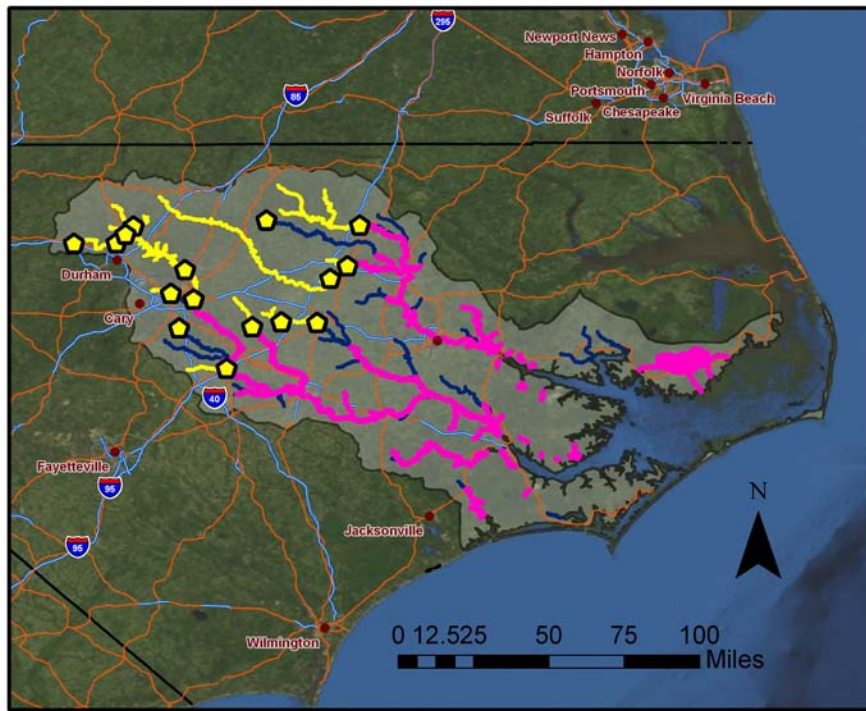 295
Newport News
Hampton
Norfolk
85
Portsmouth
Virginia Beach
Suffolk
Chesapeake
Durham
Cary
40
Fayetteville
95
N
Jacksonville
95
0 12.525 50 75 100
Wilmington
Miles